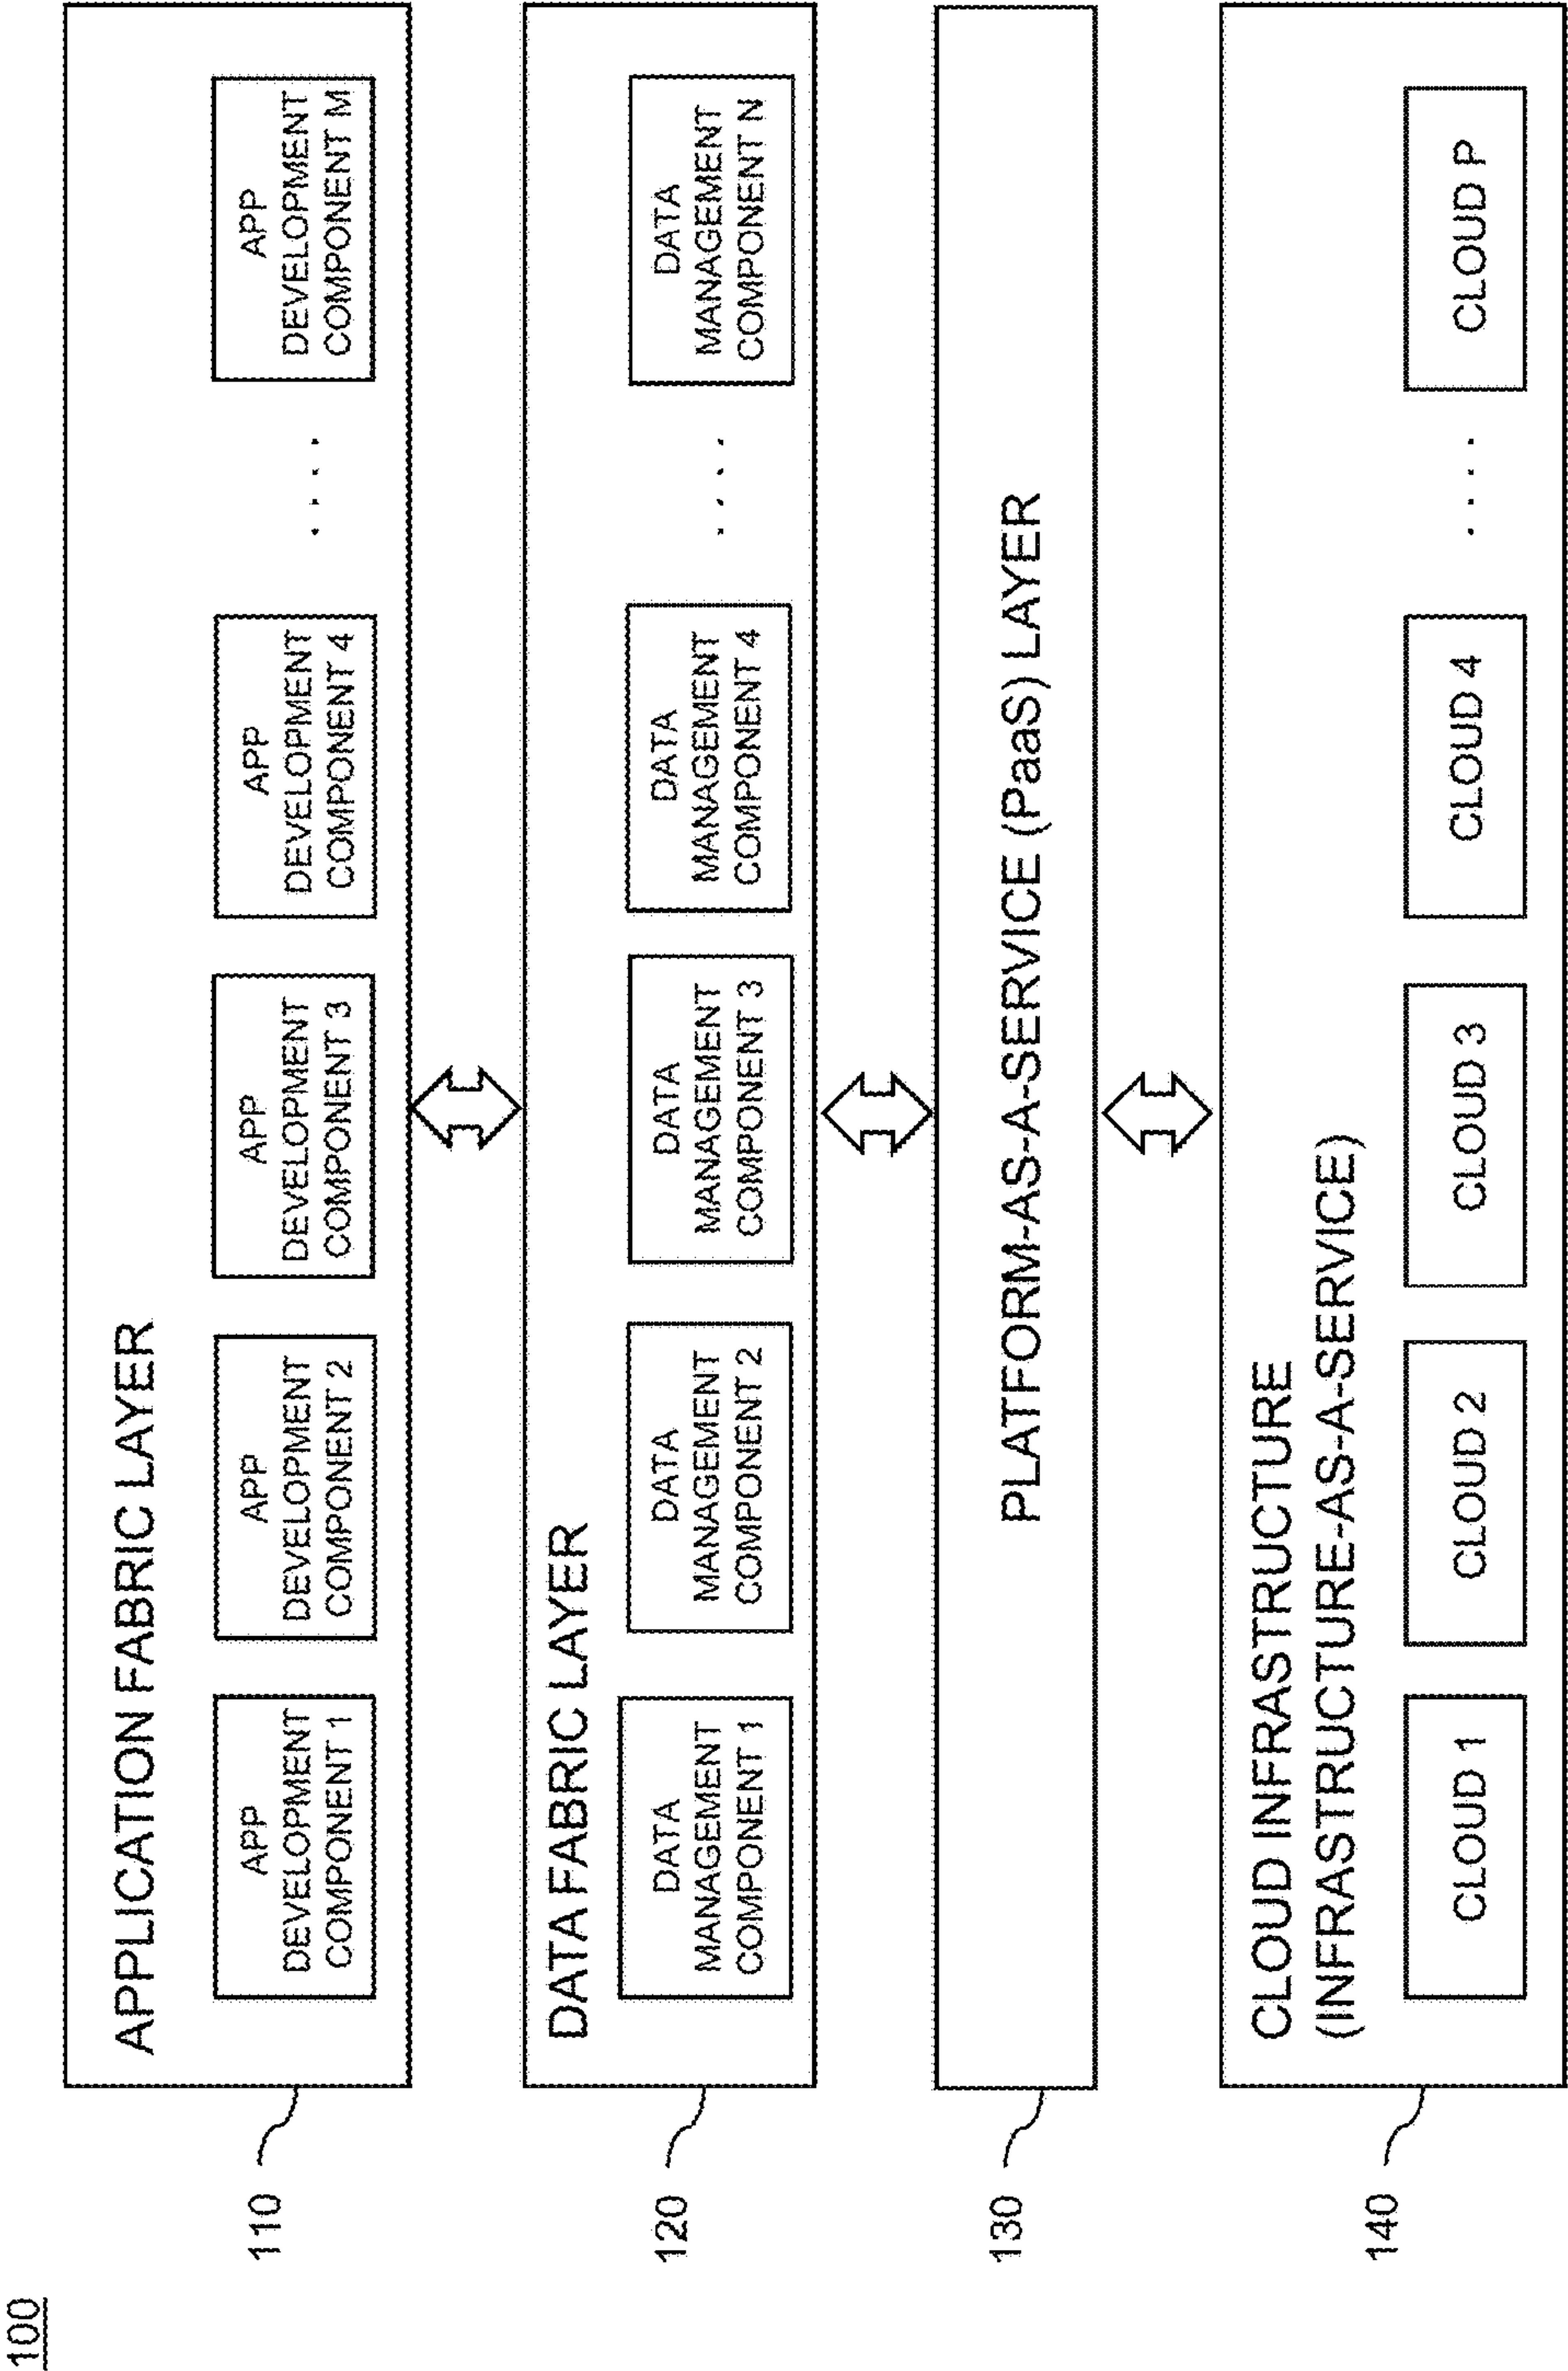 100
110
APPLICATION FABRIC LAYER
APP
DEVELOPMENT
COMPONENT 1
APP
DEVELOPMENT
COMPONENT 2
APP
DEVELOPMENT
COMPONENT 3
APP
DEVELOPMENT
COMPONENT 4
. . . .
APP
DEVELOPMENT
COMPONENT M
120
DATA FABRIC LAYER
DATA
MANAGEMENT
COMPONENT 1
DATA
MANAGEMENT
COMPONENT 2
DATA
MANAGEMENT
COMPONENT 3
DATA
MANAGEMENT
COMPONENT 4
. . . .
DATA
MANAGEMENT
COMPONENT N
130
PLATFORM-AS-A-SERVICE (PaaS) LAYER
140
CLOUD INFRASTRUCTURE
(INFRASTRUCTURE-AS-A-SERVICE)
CLOUD 1
CLOUD 2
CLOUD 3
CLOUD 4
. . . .
CLOUD P